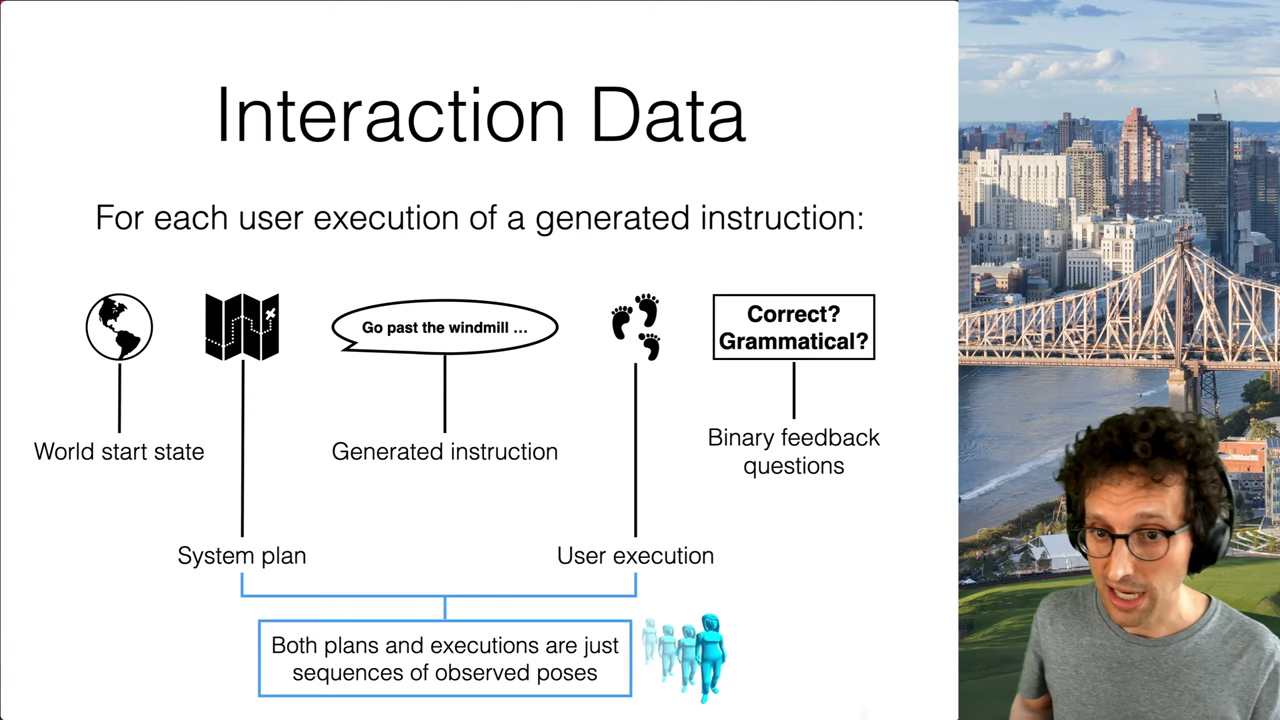 Interaction Data
For each user execution of a generated instruction:
Go past the windmill ...
Correct?
Grammatical?
World start state
Generated instruction
Binary feedback
questions
System plan
User execution
Both plans and executions are just
sequences of observed poses